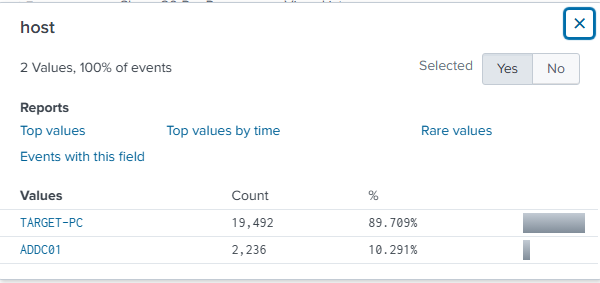 host
2 Values, 100% of events
Selected Yes No
Reports
Top values Top values by time Rare values
Events with this field
Values Count %
TARGET-PC 19,492 89.709%
ADDC01 2,236 10.291%